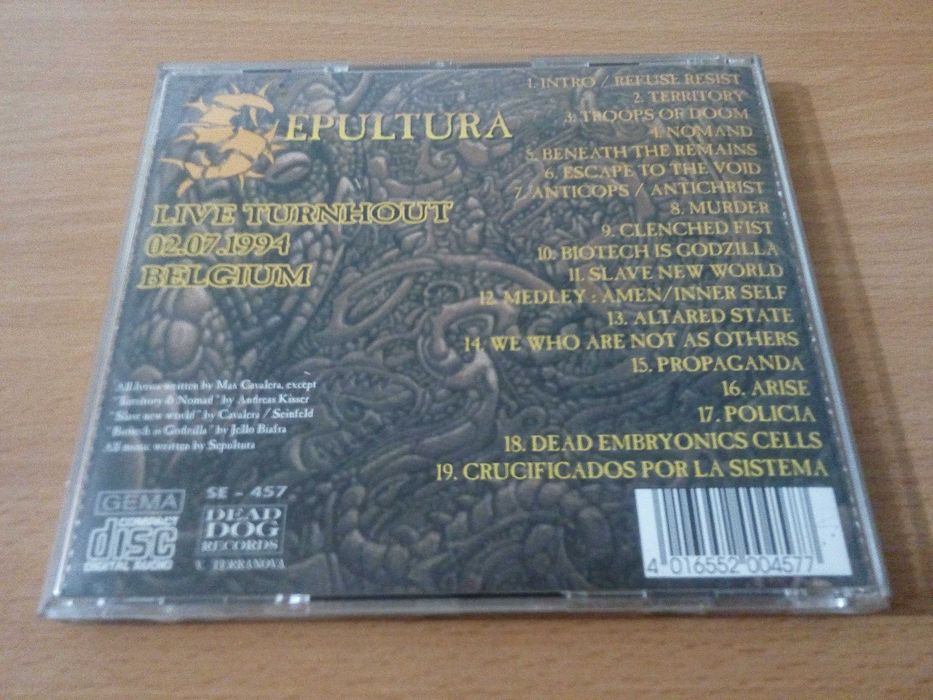 SEPULTURA
LIVE TURNHOUT
02.07.1994
BELGIUM
1. INTRO / REFUSE RESIST
2. TERRITORY
3. TROOPS OF DOOM
4. NOMAND
5. BENEATH THE REMAINS
6. ESCAPE TO THE VOID
7. ANTICOPS / ANTICHRIST
8. MURDER
9. CLENCHED FIST
10. BIOTECH IS GODZILLA
11. SLAVE NEW WORLD
12. MEDLEY : AMEN/INNER SELF
13. ALTARED STATE
14. WE WHO ARE NOT AS OTHERS
15. PROPAGANDA
16. ARISE
17. POLICIA
18. DEAD EMBRYONICS CELLS
19. CRUCIFICADOS POR LA SISTEMA
All lyrics written by Max Cavalera, except
"Territory & Nomad" by Andreas Kisser
"Slave new world" by Cavalera / Seinfeld
"Biotech is Godzilla" by Jello Biafra
All music written by Sepultura
GEMA
SE - 457
COMPACT
disc
DIGITAL AUDIO
DEAD
DOG
RECORDS
TERRANOVA
4 016552 004577